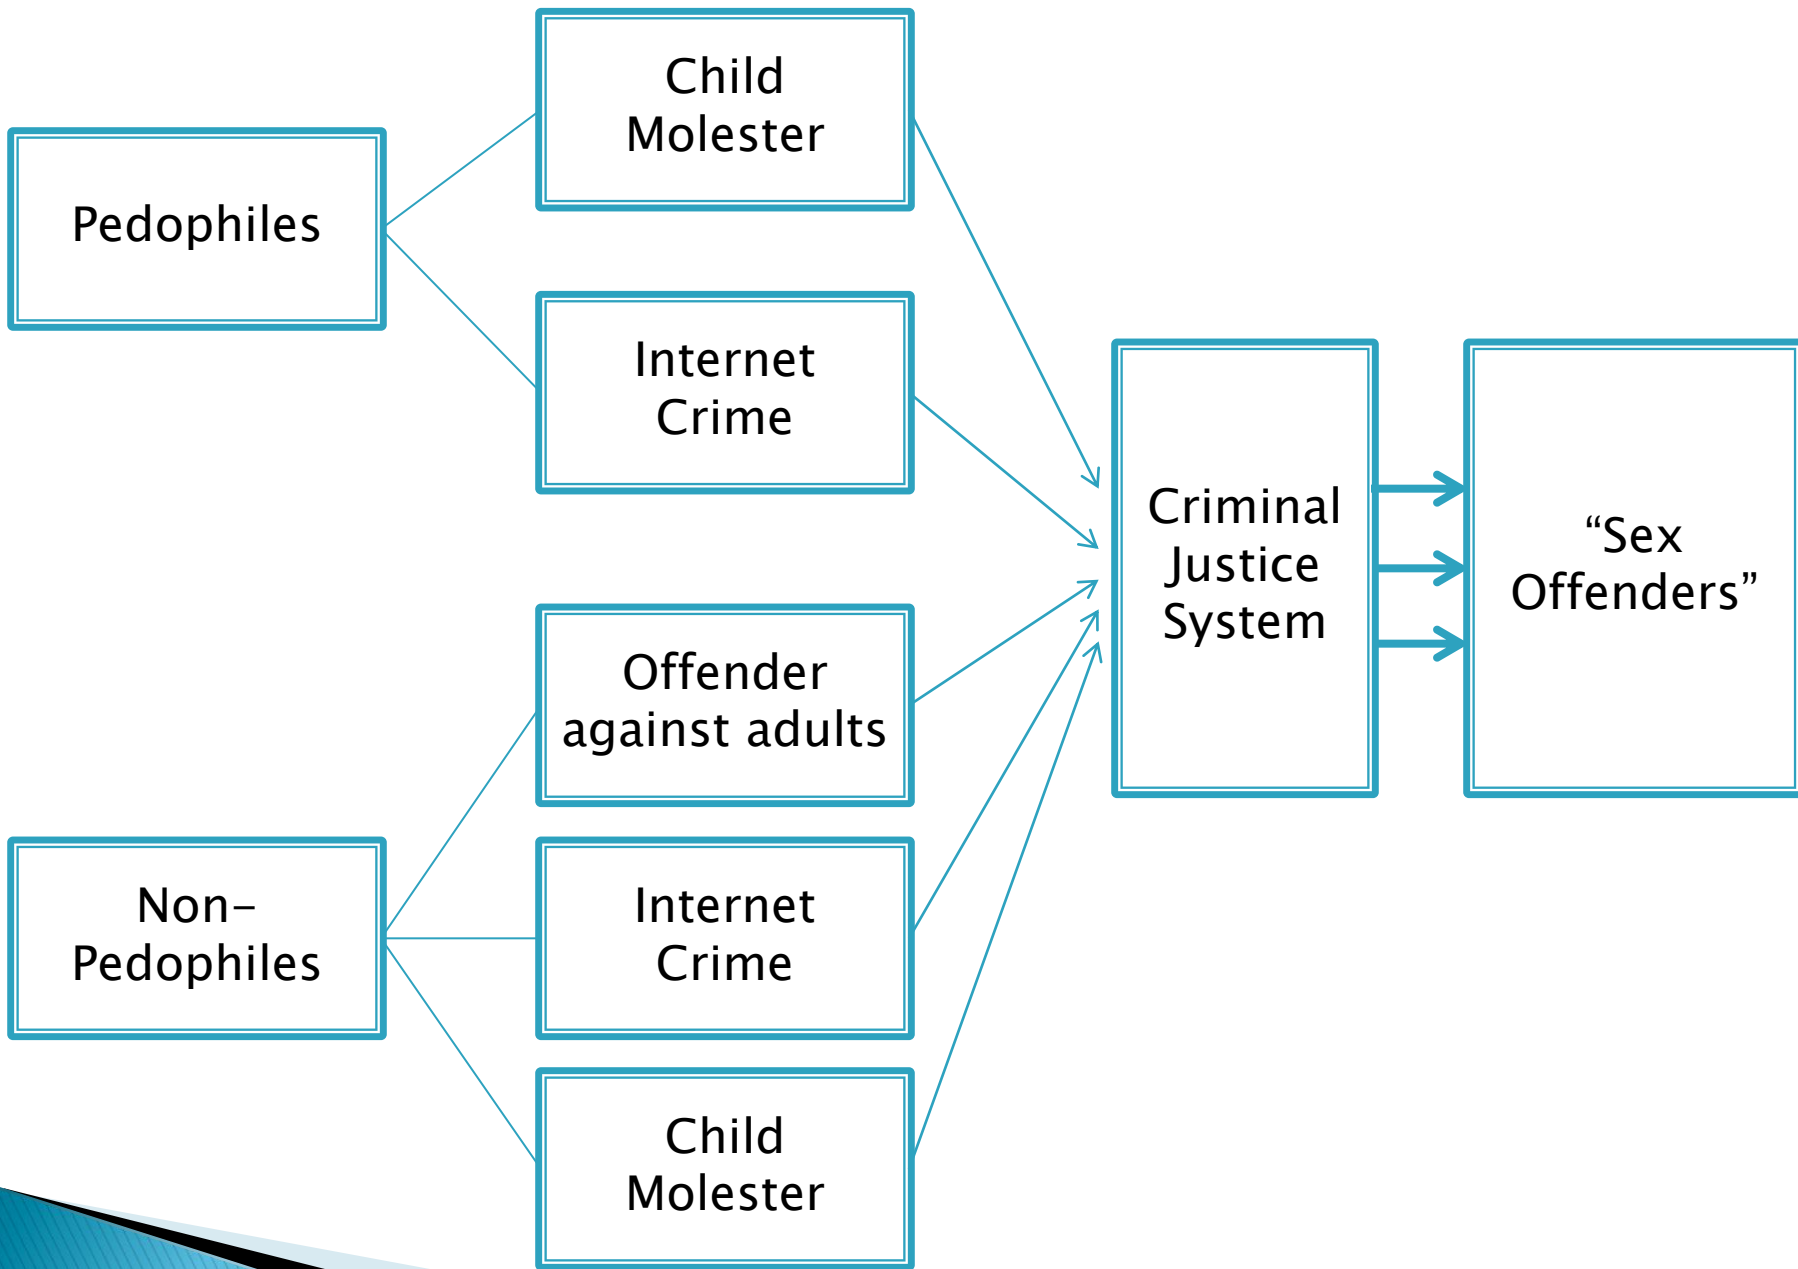 Pedophiles
Child
Molester
Internet
Crime
Non–
Pedophiles
Offender
against adults
Internet
Crime
Child
Molester
Criminal
Justice
System
“Sex
Offenders”